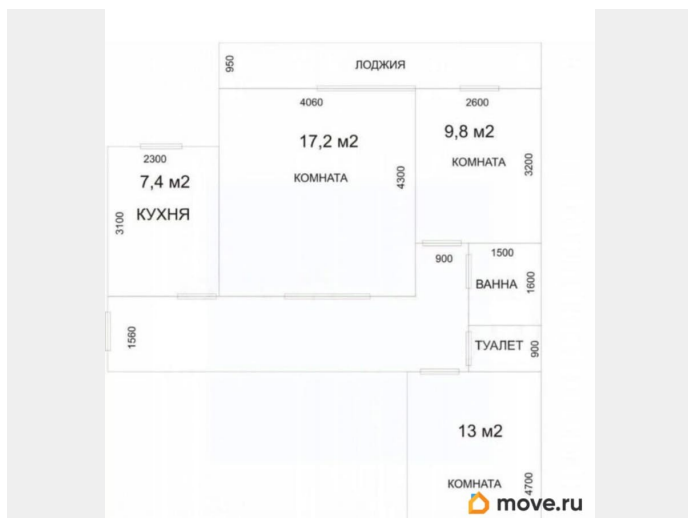 950
ЛОДЖИЯ
4060
2600
17,2 м2
9,8 м2
КОМНАТА
3200
2300
7,4 м2
КОМНАТА
4300
КУХНЯ
3100
900
1500
ВАННА
1600
1560
ТУАЛЕТ
900
13 м2
КОМНАТА
4700
move.ru